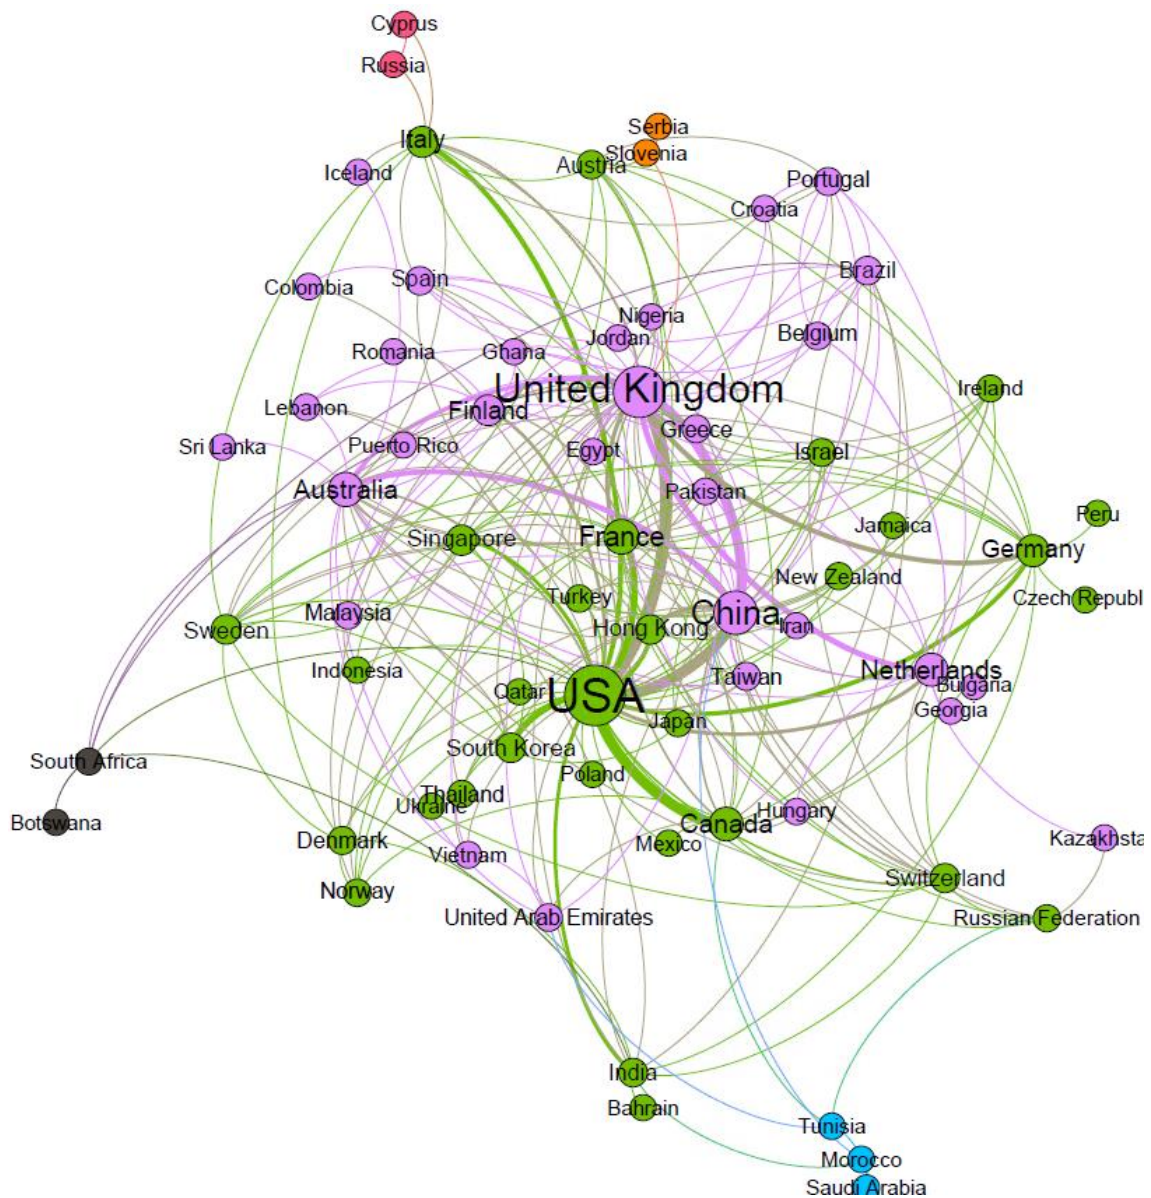 Cyprus
Russia
Italy
Serbia
Slovenia
Austria
Iceland
Portugal
Croatia
Spain
Colombia
Brazil
Nigeria
Jordan
Belgium
Romania
Ghana
United Kingdom
Ireland
Lebanon
Finland
Greece
Sri Lanka
Puerto Rico
Egypt
Israel
Australia
Pakistan
Singapore
France
Jamaica
Peru
Germany
Turkey
New Zealand
Malaysia
China
Czech Republ
Sweden
Hong Kong
Iran
Indonesia
Taiwan
Netherlands
Qatar
USA
Bulgaria
Japan
Georgia
South Korea
South Africa
Poland
Thailand
Ukraine
Hungary
Botswana
Canada
Denmark
Mexico
Kazakhsta
Vietnam
Norway
Switzerland
United Arab Emirates
Russian Federation
India
Bahrain
Tunisia
Morocco
Saudi Arabia